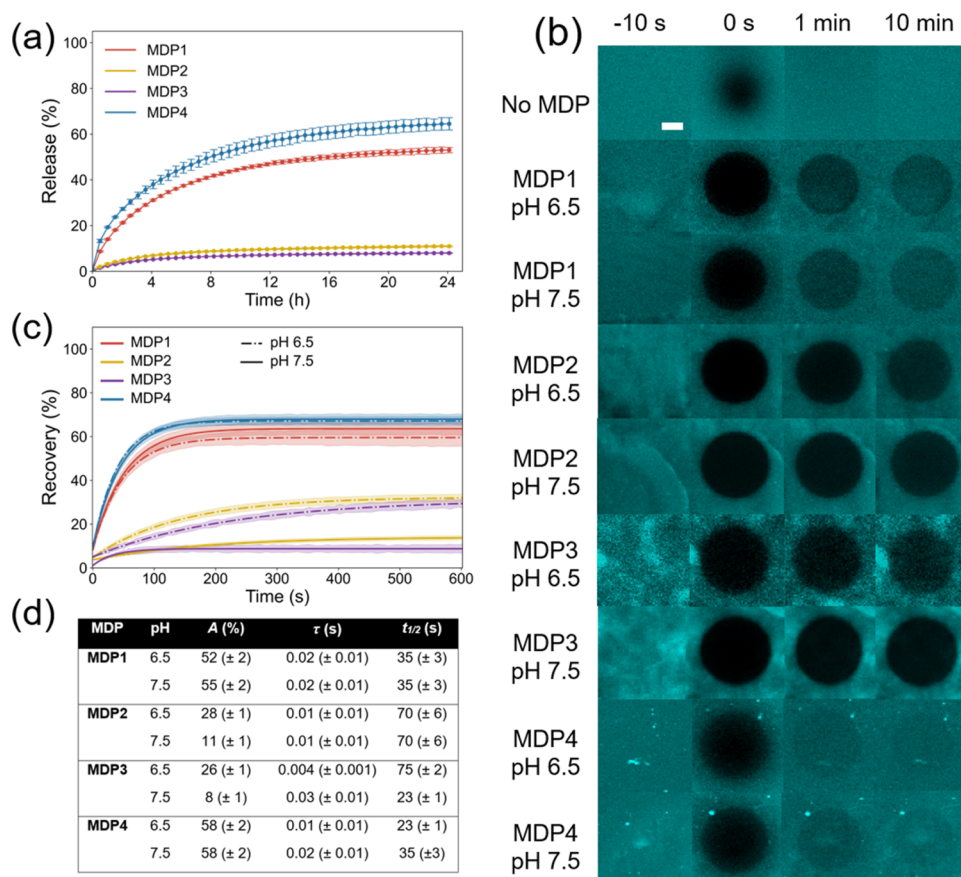 (a)
100
80
60
40
20
0
Release (%)
MDP1
MDP2
MDP3
MDP4
0 4 8 12 16 20 24
Time (h)
(c)
100
80
60
40
20
0
Recovery (%)
MDP1
MDP2
MDP3
MDP4
pH 6.5
pH 7.5
0 100 200 300 400 500 600
Time (s)
(d)
MDP pH A (%) τ (s) t1/2 (s)
MDP1 6.5 52 (± 2) 0.02 (± 0.01) 35 (± 3)
7.5 55 (± 2) 0.02 (± 0.01) 35 (± 3)
MDP2 6.5 28 (± 1) 0.01 (± 0.01) 70 (± 6)
7.5 11 (± 1) 0.01 (± 0.01) 70 (± 6)
MDP3 6.5 26 (± 1) 0.004 (± 0.001) 75 (± 2)
7.5 8 (± 1) 0.03 (± 0.01) 23 (± 1)
MDP4 6.5 58 (± 2) 0.01 (± 0.01) 23 (± 1)
7.5 58 (± 2) 0.02 (± 0.01) 35 (±3)
(b)
-10 s 0 s 1 min 10 min
No MDP
MDP1
pH 6.5
MDP1
pH 7.5
MDP2
pH 6.5
MDP2
pH 7.5
MDP3
pH 6.5
MDP3
pH 7.5
MDP4
pH 6.5
MDP4
pH 7.5